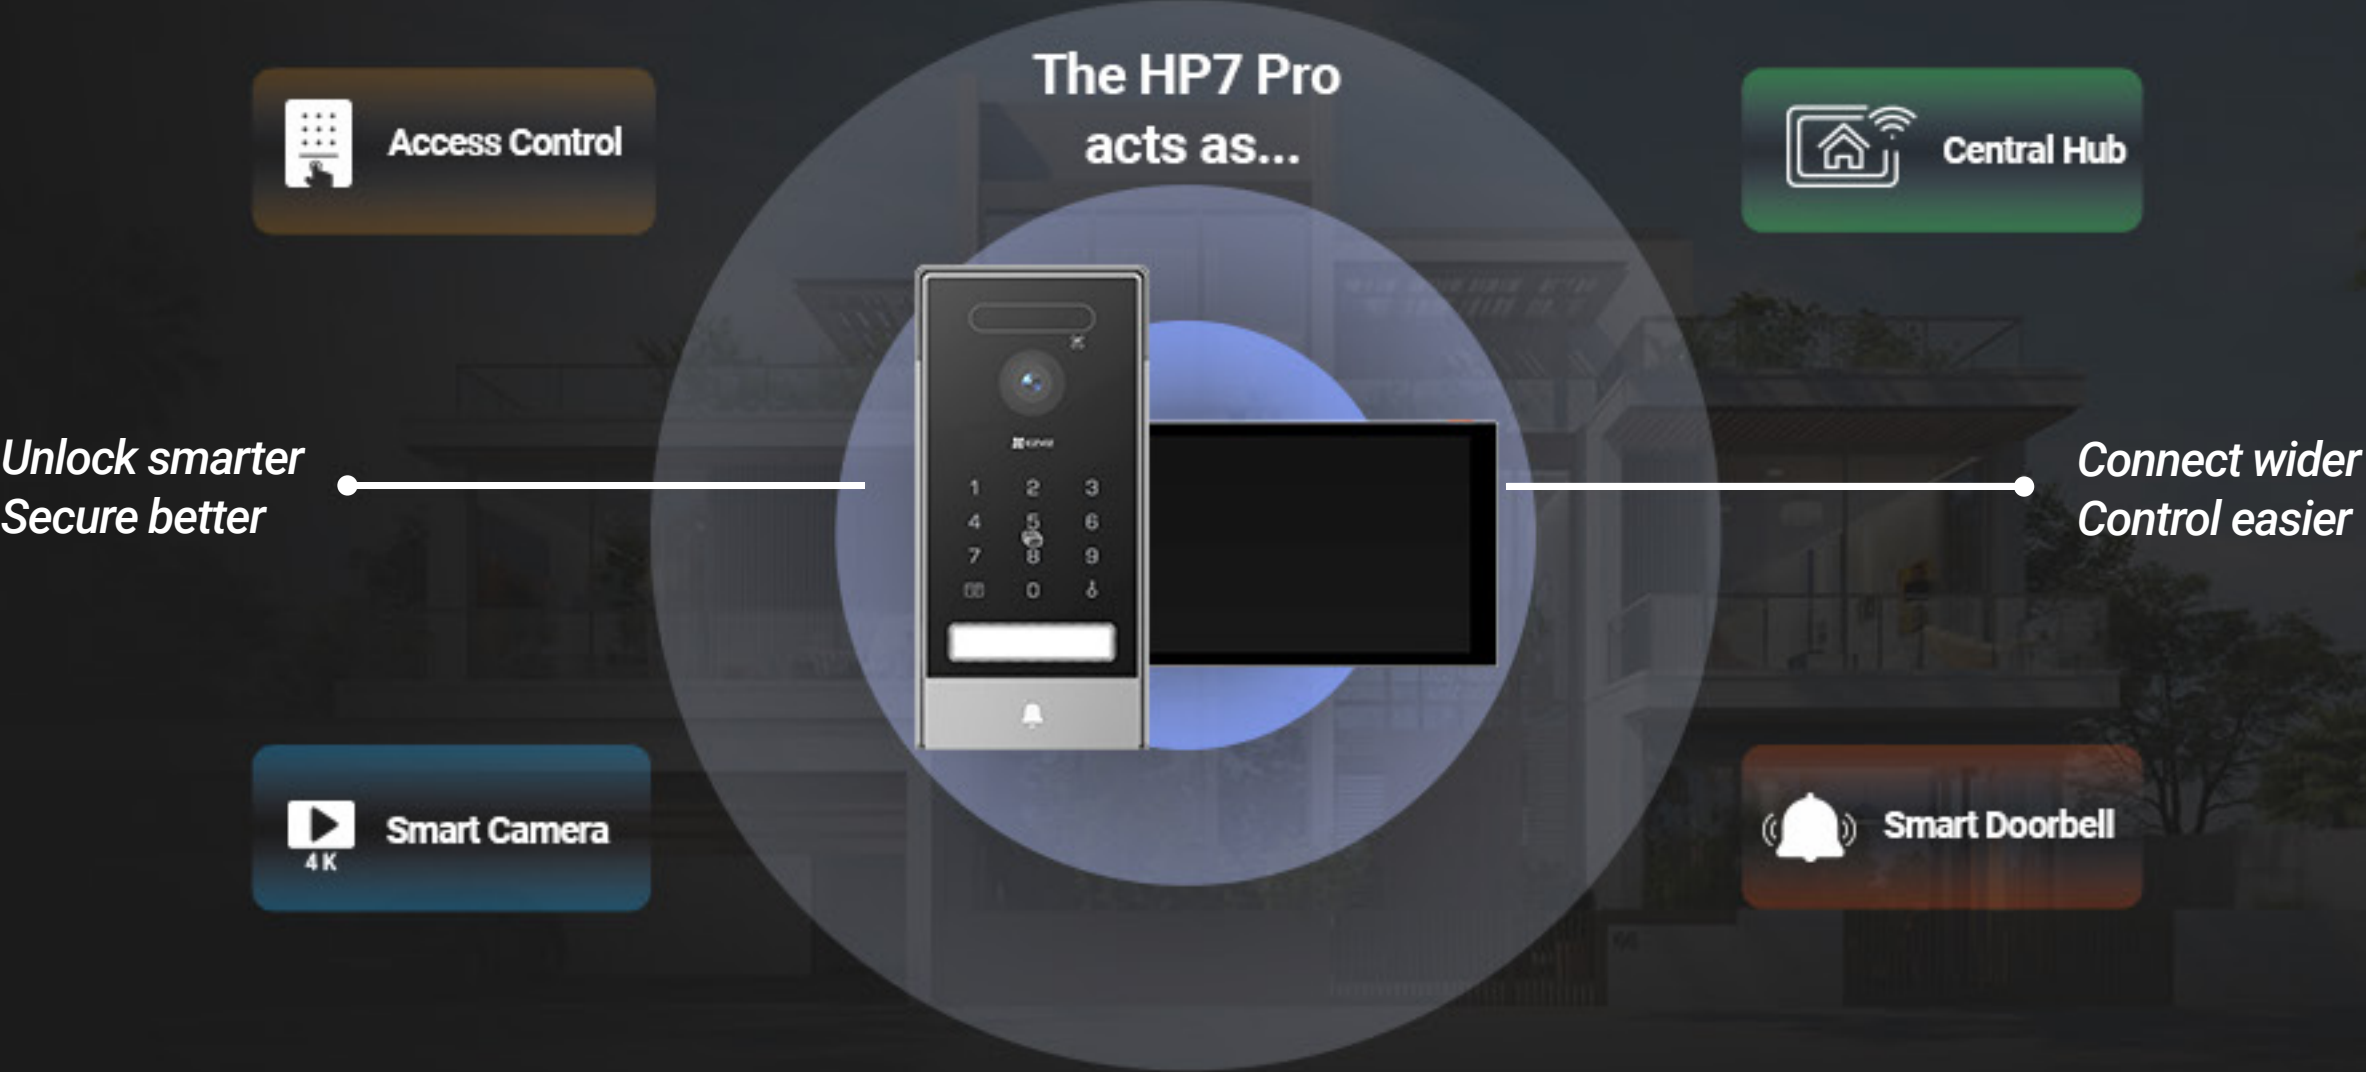 The HP7 Pro
acts as...
Access Control
Central Hub
Unlock smarter
Secure better
Connect wider
Control easier
EZVIZ
1 2 3
4 5 6
7 8 9
0
4K
Smart Camera
Smart Doorbell